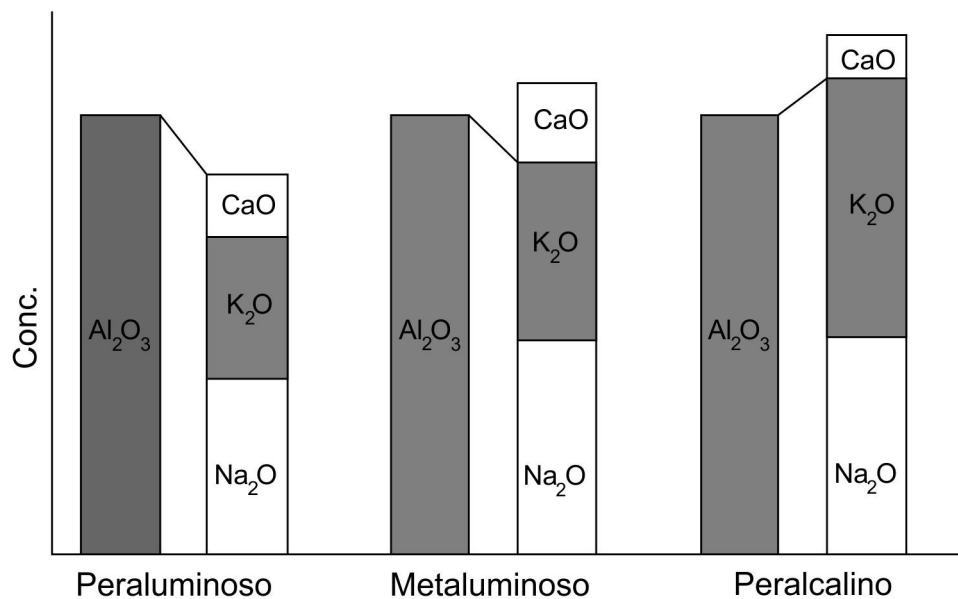 Conc.
Al₂O₃
CaO
K₂O
Na₂O
Peraluminoso
Al₂O₃
CaO
K₂O
Na₂O
Metaluminoso
Al₂O₃
CaO
K₂O
Na₂O
Peralcalino